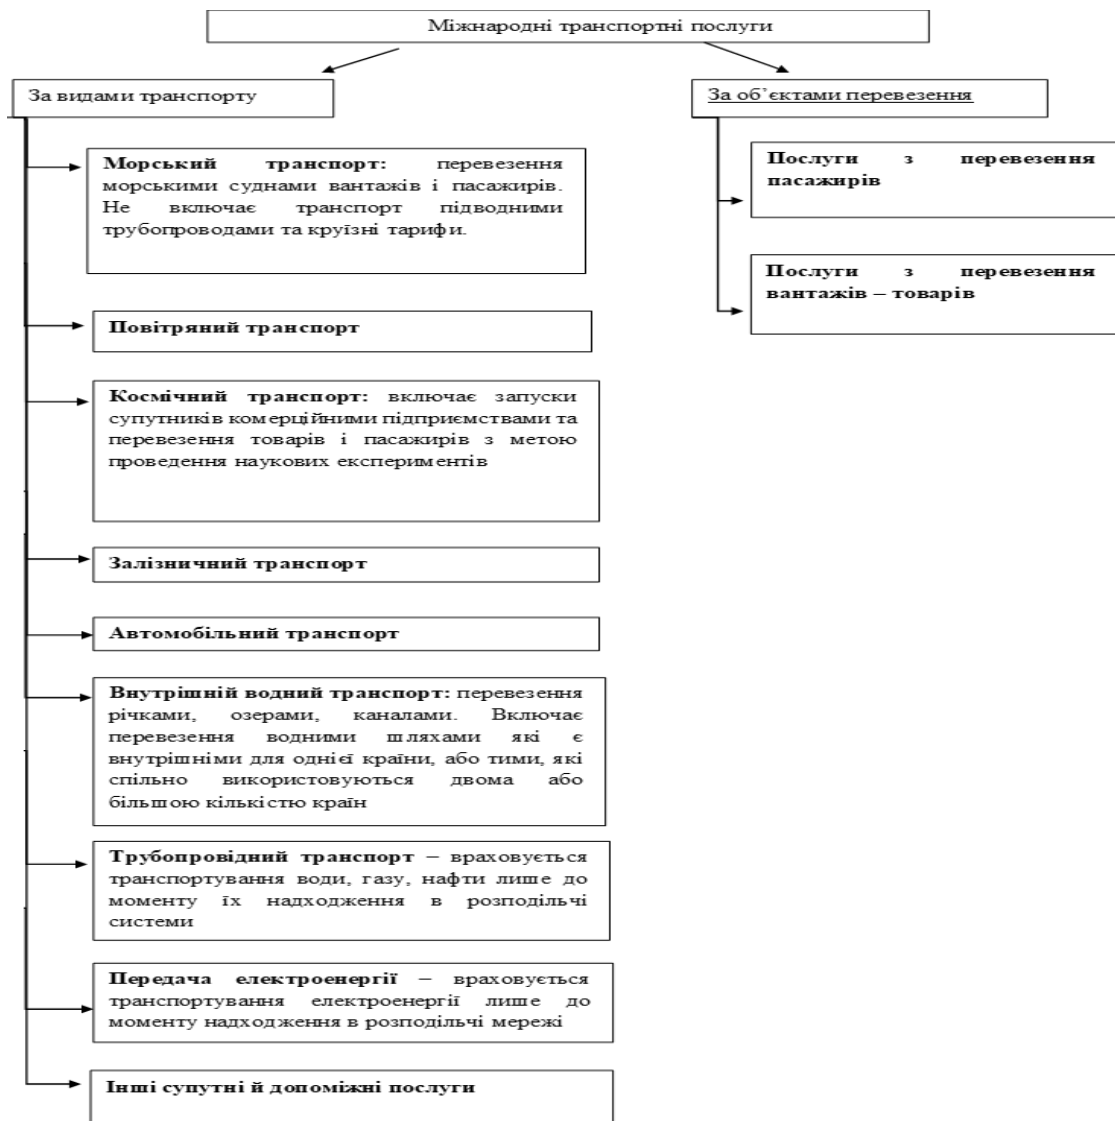 Міжнародні транспортні послуги
За видами транспорту
Морський транспорт: перевезення
морськими суднами вантажів і пасажирів.
Не включає транспорт підводними
трубопроводами та круїзні тарифи.
Повітряний транспорт
Космічний транспорт: включає запуски
супутників комерційними підприємствами та
перевезення товарів і пасажирів з метою
проведення наукових експериментів
Залізничний транспорт
Автомобільний транспорт
Внутрішній водний транспорт: перевезення
річками, озерами, каналами. Включає
перевезення водними шляхами які є
внутрішніми для однієї країни, або тими, які
спільно використовуються двома або
більшою кількістю країн
Трубопровідний транспорт – враховується
транспортування води, газу, нафти лише до
моменту їх надходження в розподільчі
системи
Передача електроенергії – враховується
транспортування електроенергії лише до
моменту надходження в розподільчі мережі
Інші супутні й допоміжні послуги
За об’єктами перевезення
Послуги з перевезення
пасажирів
Послуги з перевезення
вантажів – товарів